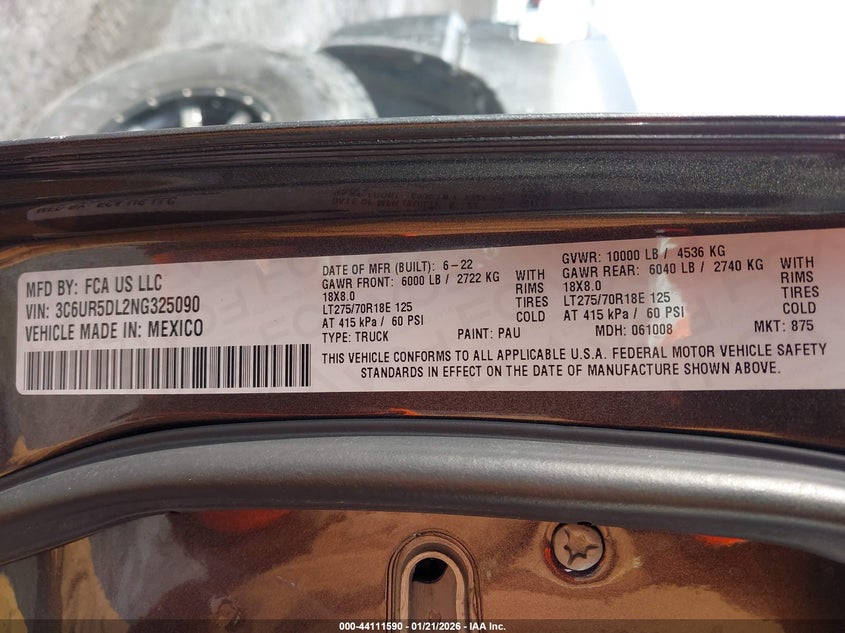 MFD BY: FCA US LLC
VIN: 3C6UR5DL2NG325090
VEHICLE MADE IN: MEXICO
DATE OF MFR (BUILT): 6-22
GAWR FRONT: 6000 LB / 2722 KG WITH
18X8.0 RIMS
LT275/70R18E 125 TIRES
AT 415 kPa / 60 PSI COLD
TYPE: TRUCK PAINT: PAU
GVWR: 10000 LB / 4536 KG
GAWR REAR: 6040 LB / 2740 KG WITH
18X8.0 RIMS
LT275/70R18E 125 TIRES
AT 415 kPa / 60 PSI COLD
MDH: 061008 MKT: 875
THIS VEHICLE CONFORMS TO ALL APPLICABLE U.S.A. FEDERAL MOTOR VEHICLE SAFETY
STANDARDS IN EFFECT ON THE DATE OF MANUFACTURE SHOWN ABOVE.
000-44111590 - 01/21/2026 - IAA Inc.